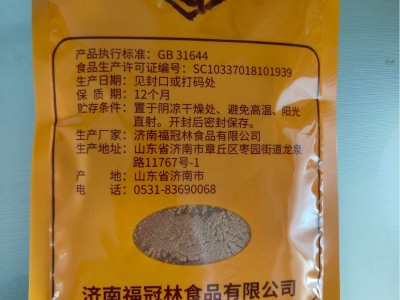 产品执行标准：GB 31644
食品生产许可证编号：SC10337018101939
生产日期：见封口或打码处
保 质 期：12个月
贮存条件：置于阴凉干燥处、避免高温、阳光
直射。开封后密封保存。
生产厂家：济南福冠林食品有限公司
生产地址：山东省济南市章丘区枣园街道龙泉
路11767号-1
产 地：山东省济南市
电 话：0531-83690068
济南福冠林食品有限公司